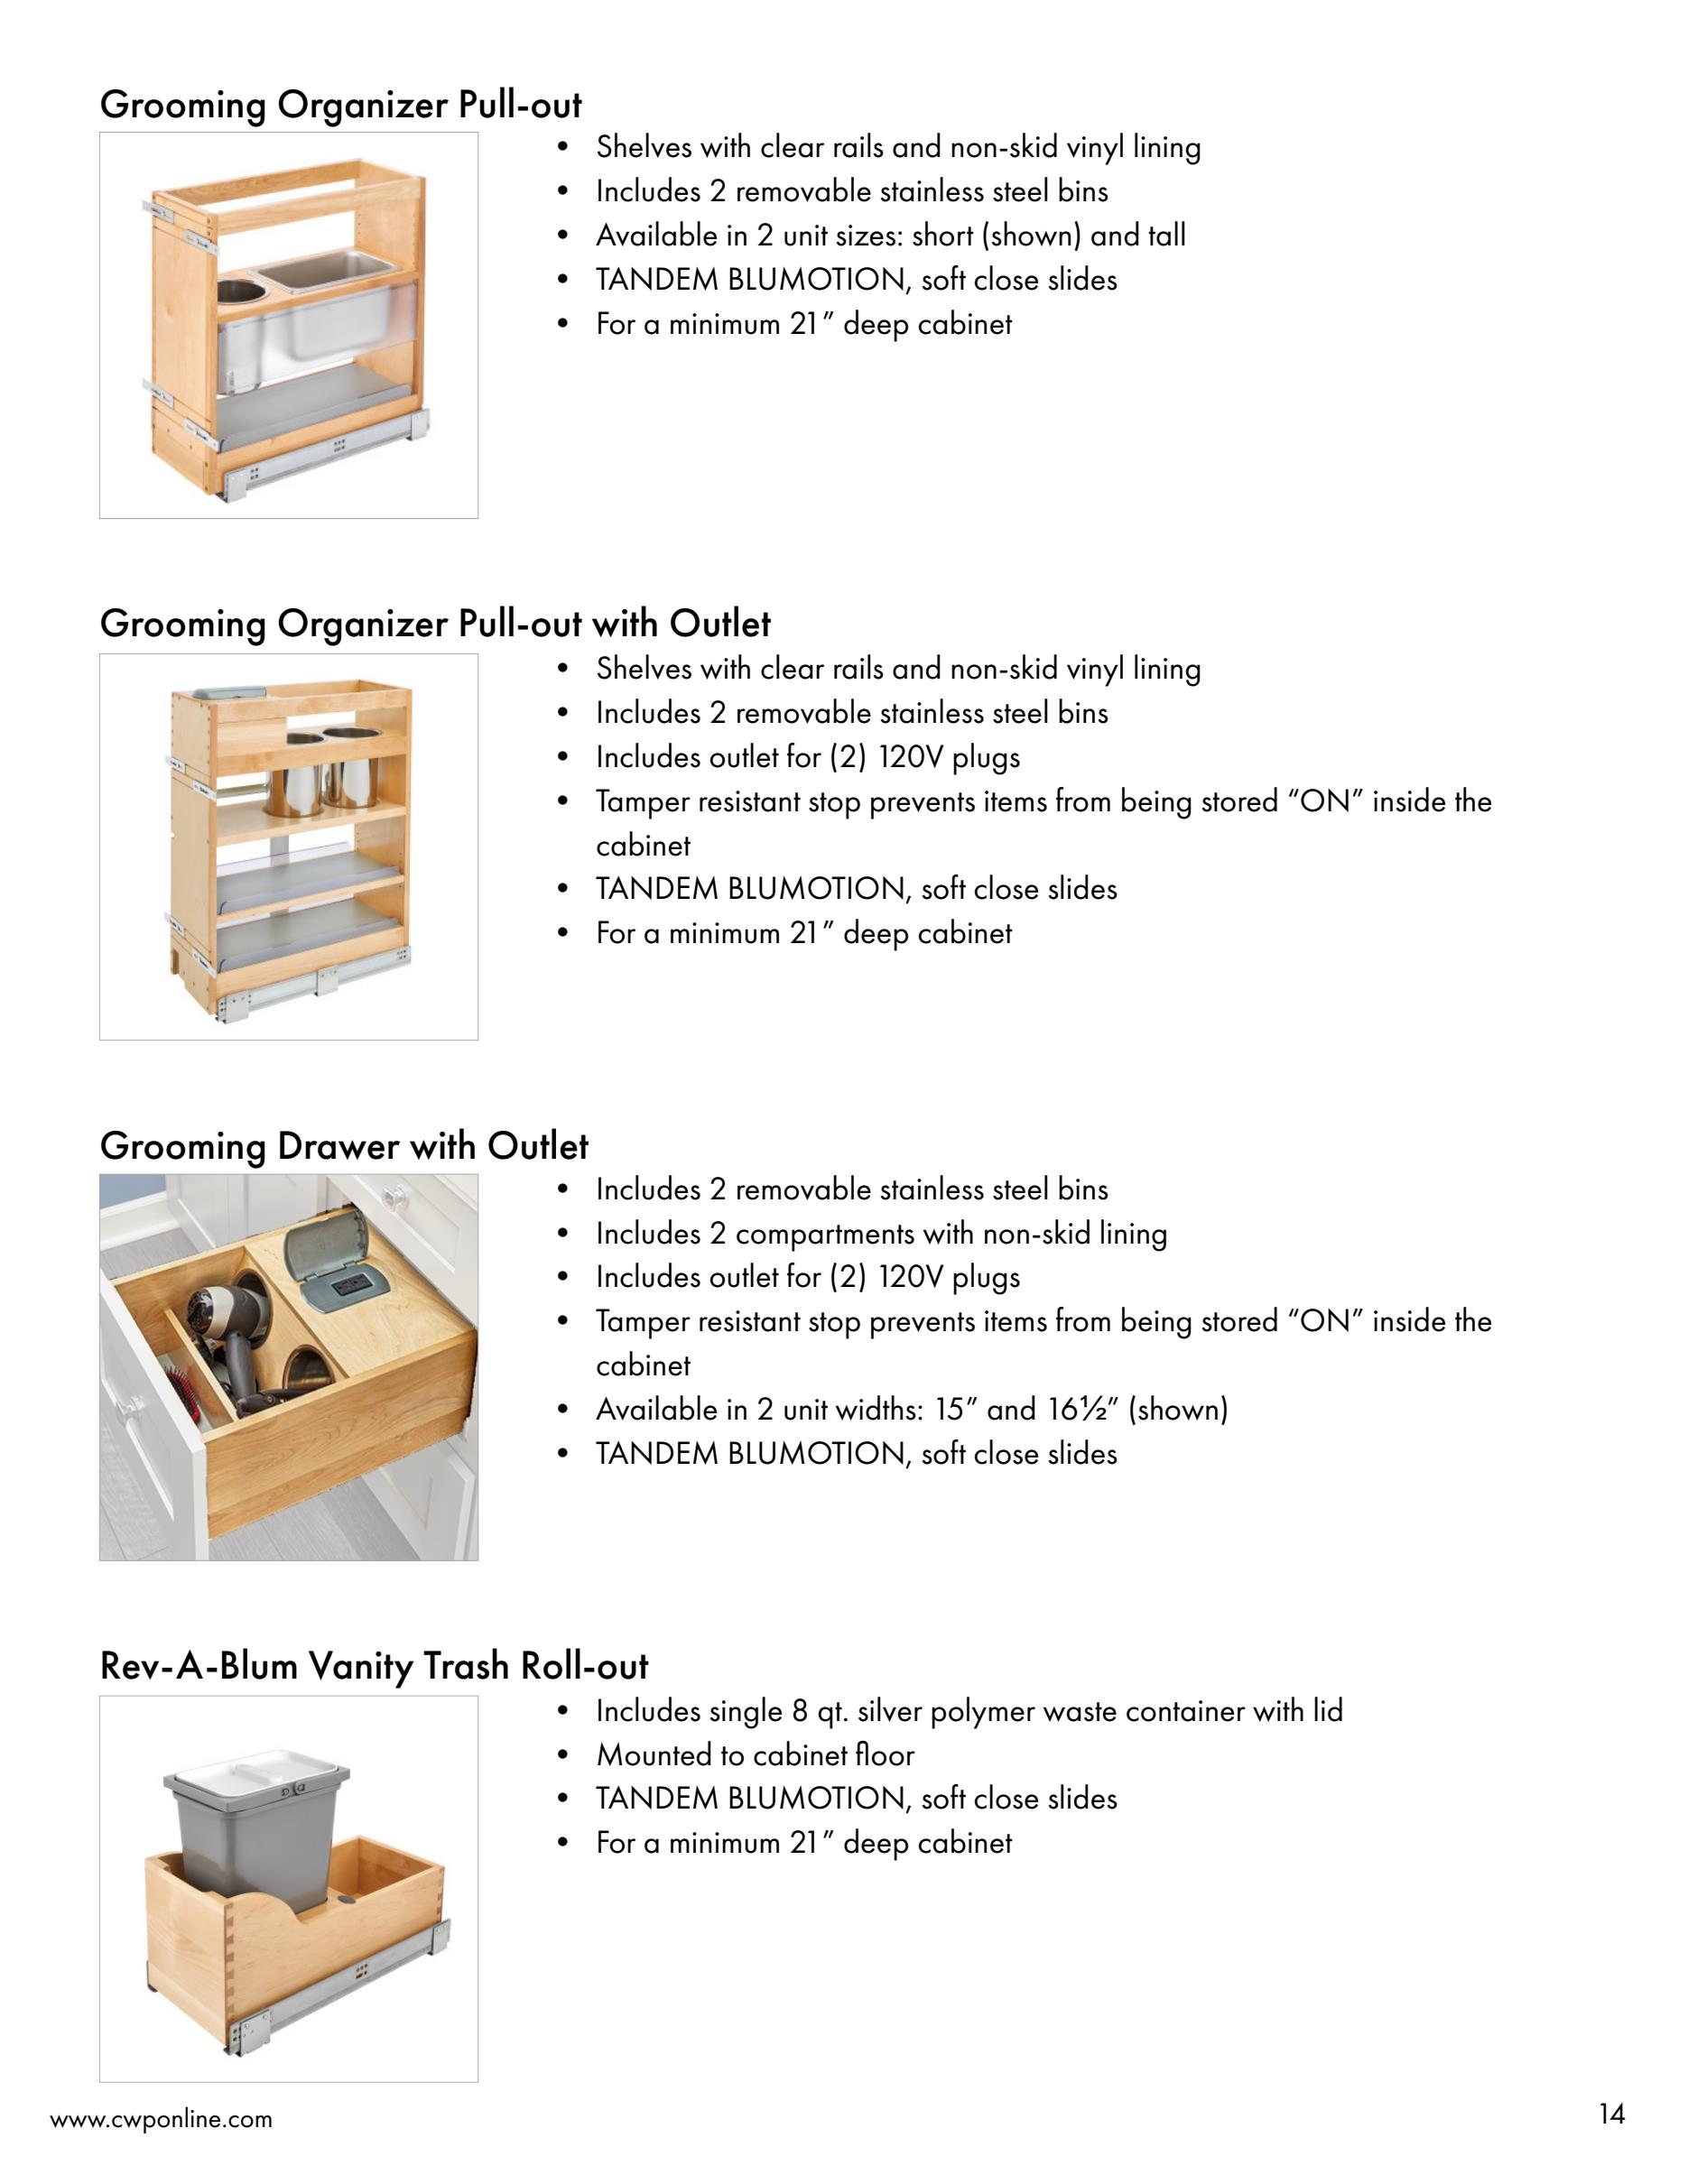 Grooming Organizer Pull-out
• Shelves with clear rails and non-skid vinyl lining
• Includes 2 removable stainless steel bins
• Available in 2 unit sizes: short (shown) and tall
• TANDEM BLUMOTION, soft close slides
• For a minimum 21” deep cabinet
Grooming Organizer Pull-out with Outlet
• Shelves with clear rails and non-skid vinyl lining
• Includes 2 removable stainless steel bins
• Includes outlet for (2) 120V plugs
• Tamper resistant stop prevents items from being stored “ON” inside the
cabinet
• TANDEM BLUMOTION, soft close slides
• For a minimum 21” deep cabinet
Grooming Drawer with Outlet
• Includes 2 removable stainless steel bins
• Includes 2 compartments with non-skid lining
• Includes outlet for (2) 120V plugs
• Tamper resistant stop prevents items from being stored “ON” inside the
cabinet
• Available in 2 unit widths: 15” and 16½” (shown)
• TANDEM BLUMOTION, soft close slides
Rev-A-Blum Vanity Trash Roll-out
• Includes single 8 qt. silver polymer waste container with lid
• Mounted to cabinet floor
• TANDEM BLUMOTION, soft close slides
• For a minimum 21” deep cabinet
www.cwponline.com
14